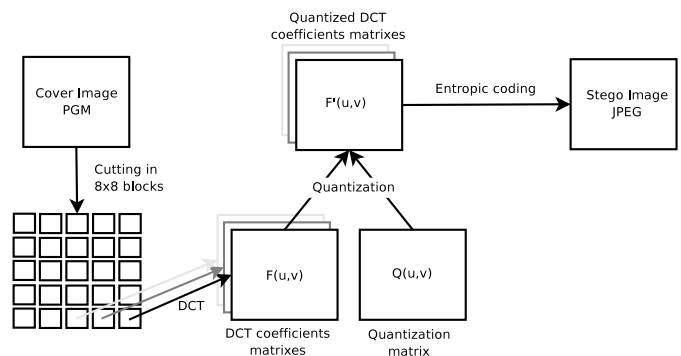 Quantized DCT
coefficients matrixes
Cover Image
PGM
F'(u,v)
Entropic coding
Stego Image
JPEG
Cutting in
8x8 blocks
Quantization
F(u,v)
Q(u,v)
DCT
DCT coefficients
matrixes
Quantization
matrix